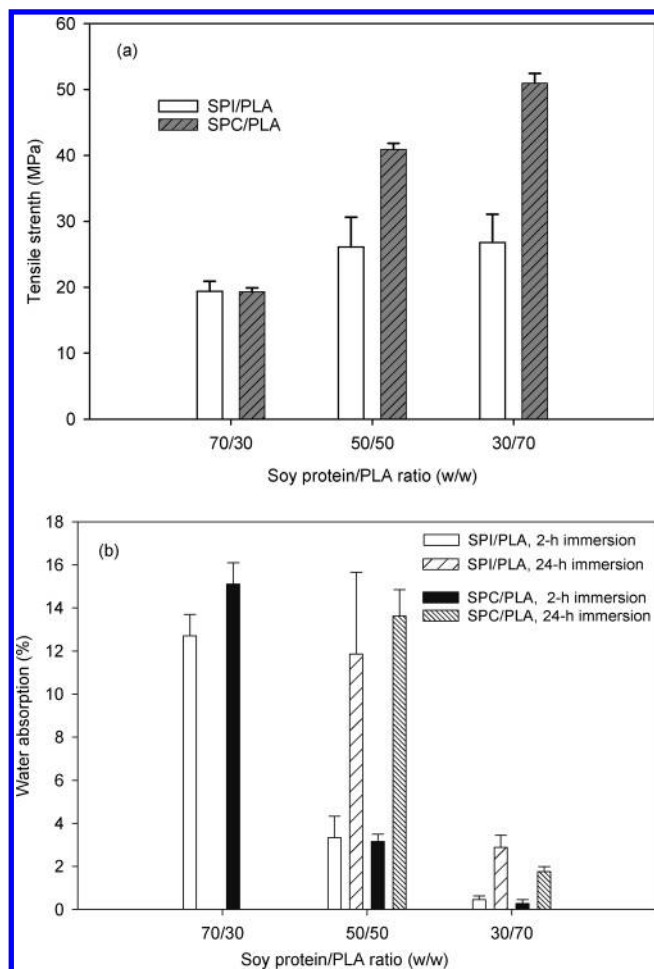 (a)
SPI/PLA
SPC/PLA
Tensile strenth (MPa)
60
50
40
30
20
10
0
70/30 50/50 30/70
Soy protein/PLA ratio (w/w)
(b)
SPI/PLA, 2-h immersion
SPI/PLA, 24-h immersion
SPC/PLA, 2-h immersion
SPC/PLA, 24-h immersion
Water absorption (%)
18
16
14
12
10
8
6
4
2
0
70/30 50/50 30/70
Soy protein/PLA ratio (w/w)